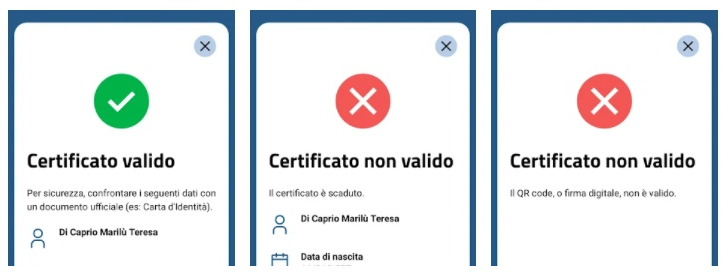 Certificato valido
Per sicurezza, confrontare i seguenti dati con
un documento ufficiale (es: Carta d'Identità).
Di Caprio Marilù Teresa
Certificato non valido
Il certificato è scaduto.
Di Caprio Marilù Teresa
Data di nascita
Certificato non valido
Il QR code, o firma digitale, non è valido.